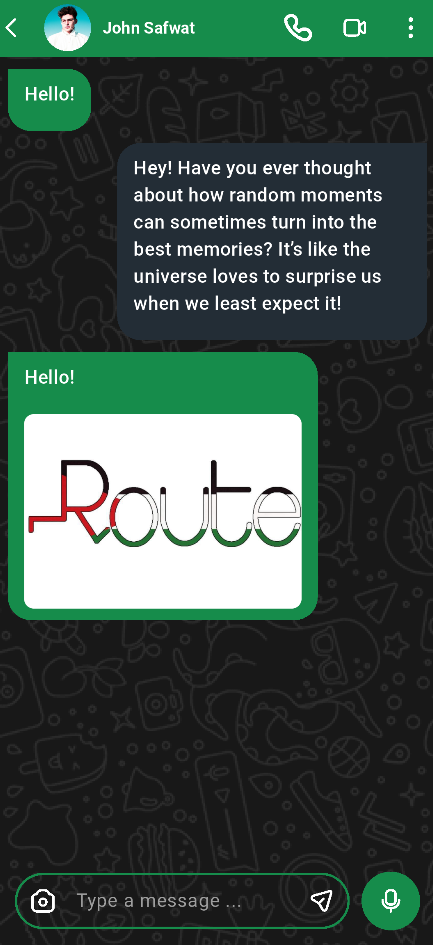 John Safwat
Hello!
Hey! Have you ever thought
about how random moments
can sometimes turn into the
best memories? It’s like the
universe loves to surprise us
when we least expect it!
Hello!
Route
Type a message ...